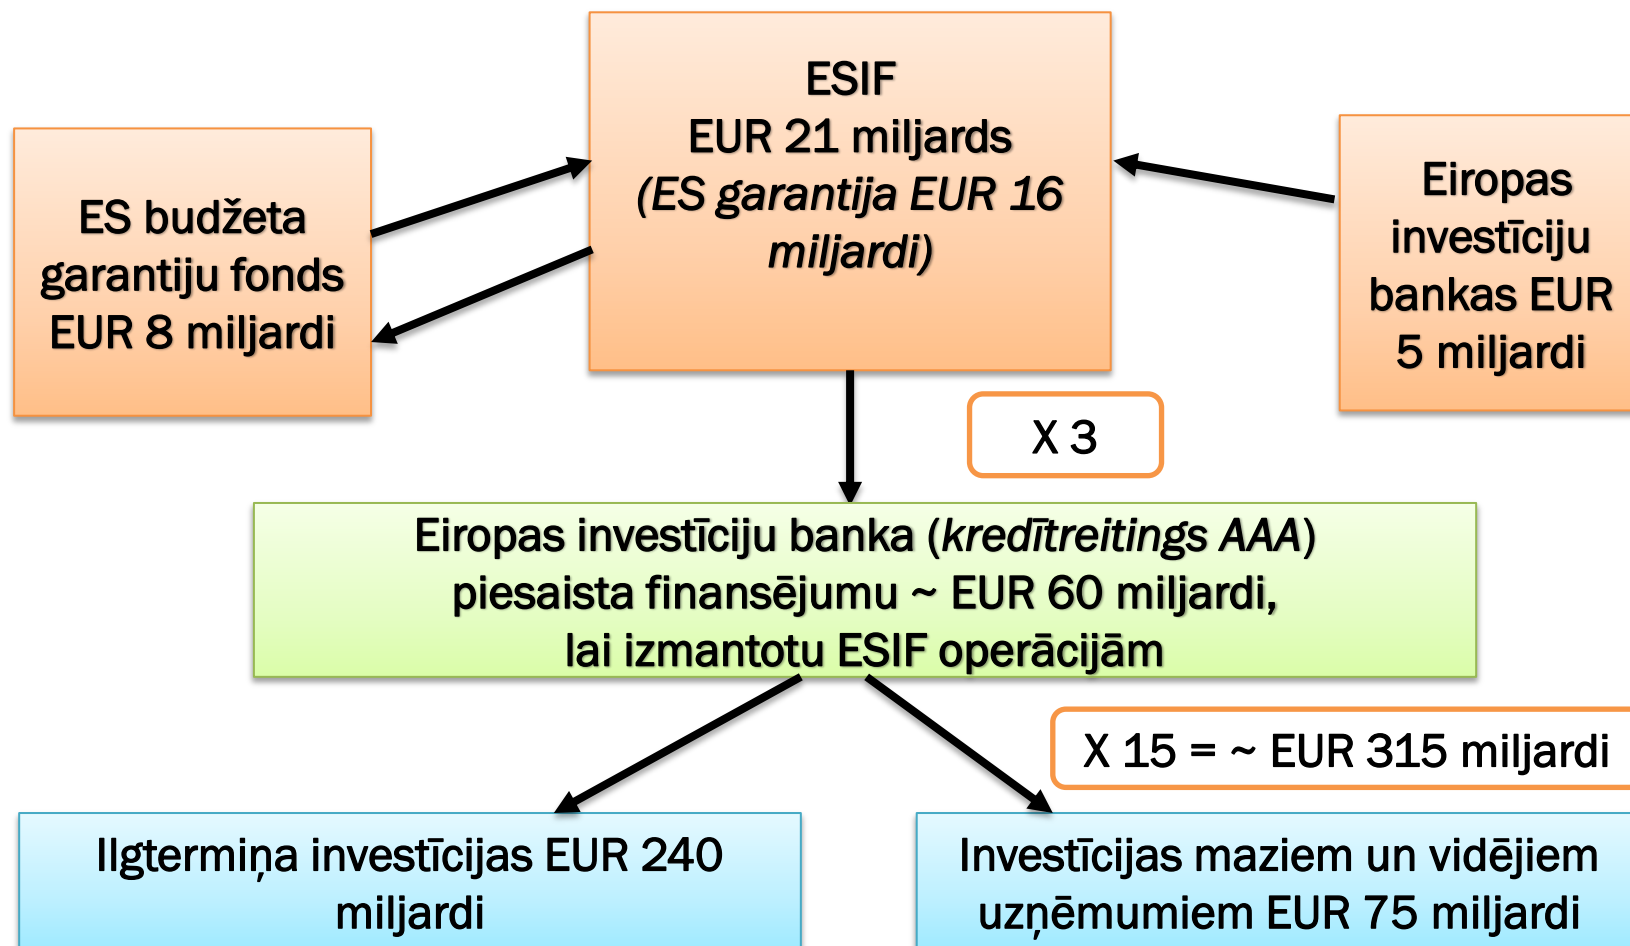 ESIF
EUR 21 miljards
(ES garantija EUR 16
miljardi)
ES budžeta
garantiju fonds
EUR 8 miljardi
Eiropas
investīciju
bankas EUR
5 miljardi
X 3
Eiropas investīciju banka (kredītreitings AAA)
piesaista finansējumu ~ EUR 60 miljardi,
lai izmantotu ESIF operācijām
X 15 = ~ EUR 315 miljardi
Ilgtermiņa investīcijas EUR 240
miljardi
Investīcijas maziem un vidējiem
uzņēmumiem EUR 75 miljardi